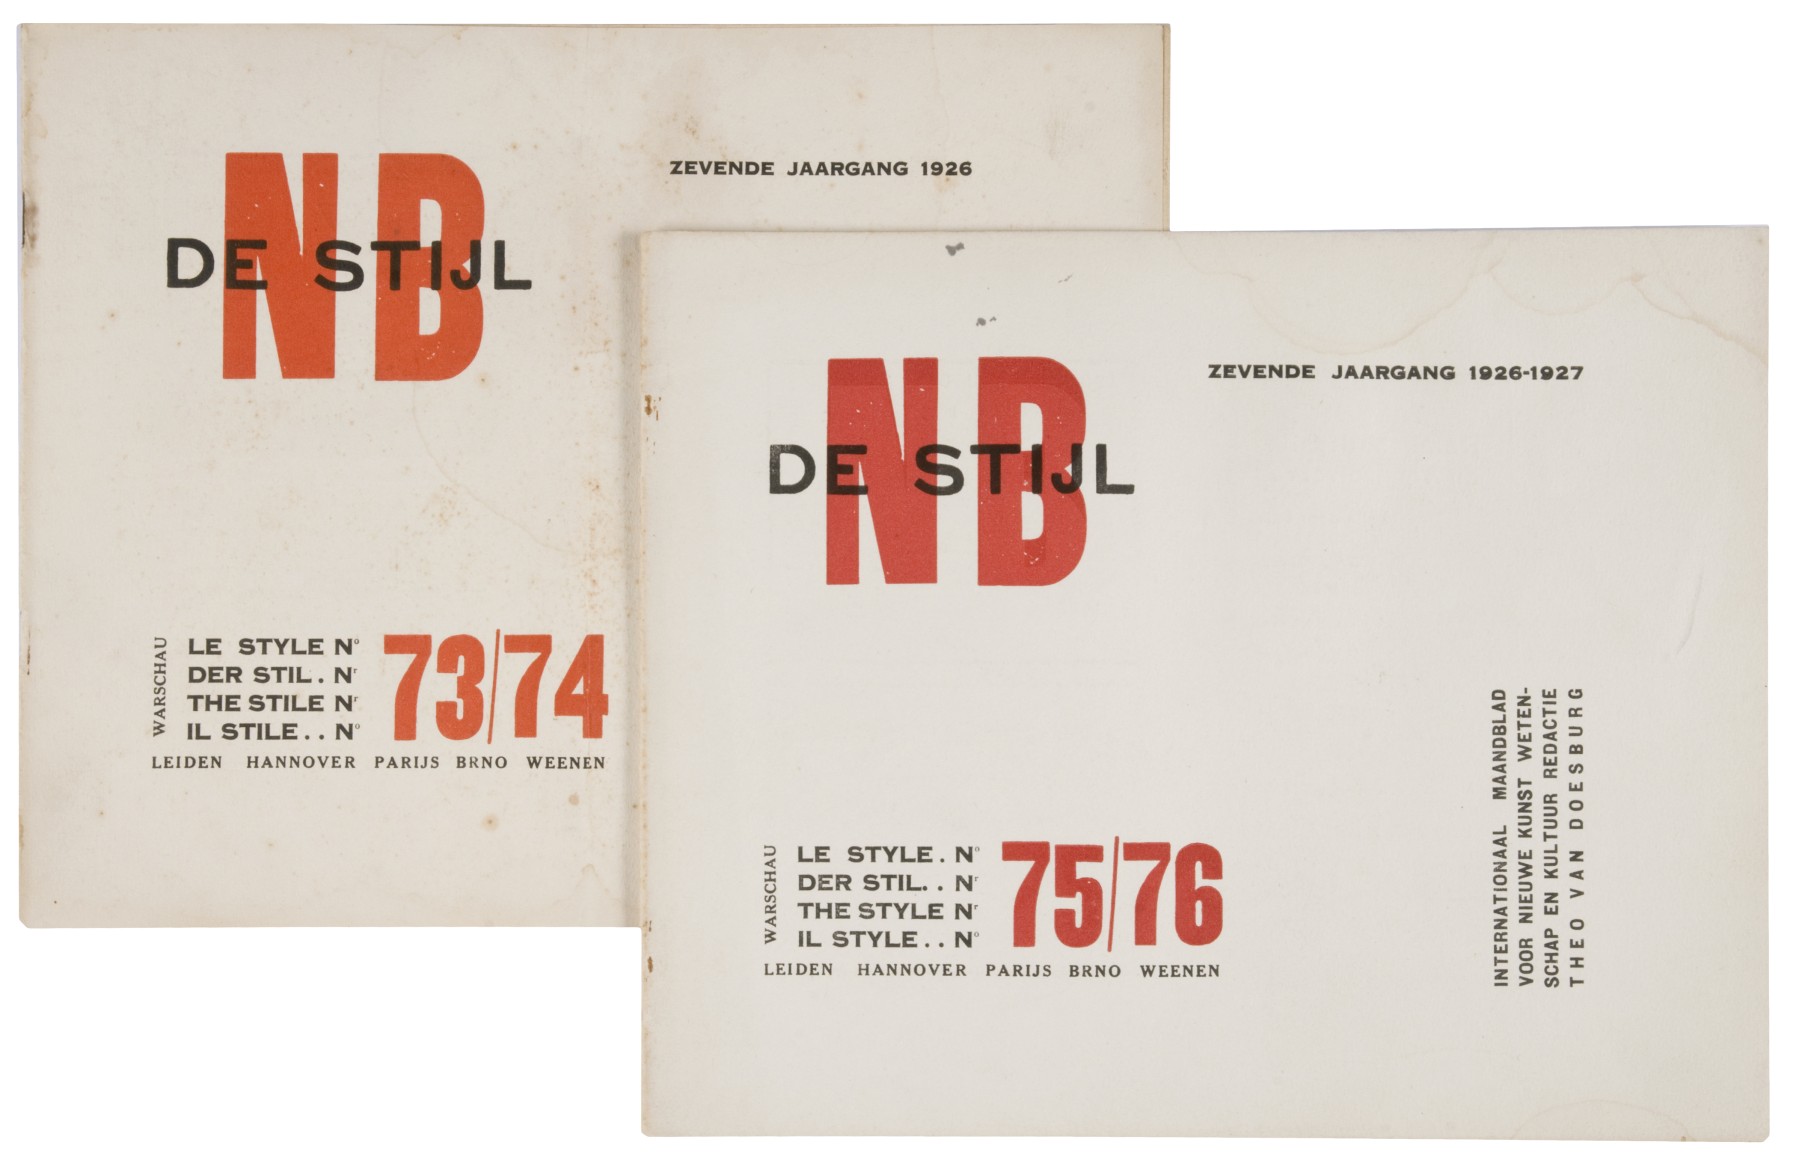 ZEVENDE JAARGANG 1926
NB
DE STIJL
WARSCHAU
LE STYLE Nº
DER STIL. Nʳ
THE STILE Nʳ
IL STILE.. Nº
73/74
LEIDEN HANNOVER PARIJS BRNO WEENEN
ZEVENDE JAARGANG 1926-1927
NB
DE STIJL
WARSCHAU
LE STYLE. Nº
DER STIL.. Nʳ
THE STYLE Nʳ
IL STYLE.. Nº
75/76
LEIDEN HANNOVER PARIJS BRNO WEENEN
INTERNATIONAAL MAANDBLAD
VOOR NIEUWE KUNST WETEN-
SCHAP EN KULTUUR REDACTIE
THEO VAN DOESBURG